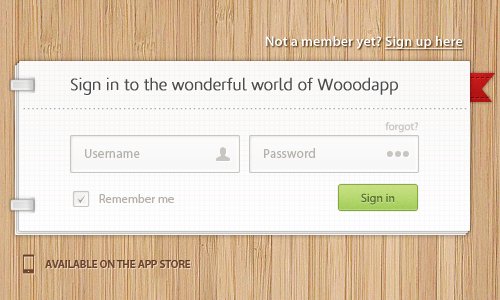 Not a member yet? Sign up here
Sign in to the wonderful world of Wooodapp
forgot?
Username
Password
Remember me
Sign in
AVAILABLE ON THE APP STORE